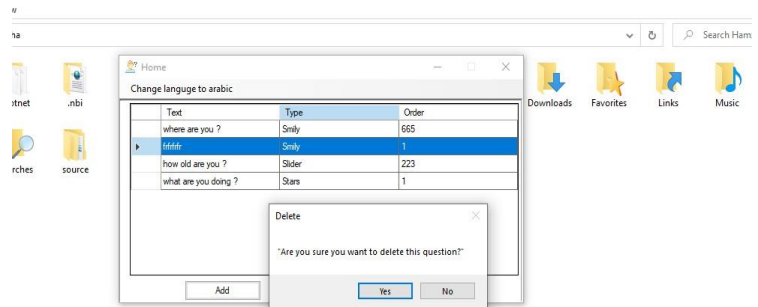 w
ha
Search Ham
Home
Change languge to arabic
Text Type Order
where are you ? Smily 665
frfrfrfr Smily 1
how old are you ? Slider 223
what are you doing ? Stars 1
Delete
"Are you sure you want to delete this question?"
Yes No
Add
otnet .nbi Downloads Favorites Links Music
rches source